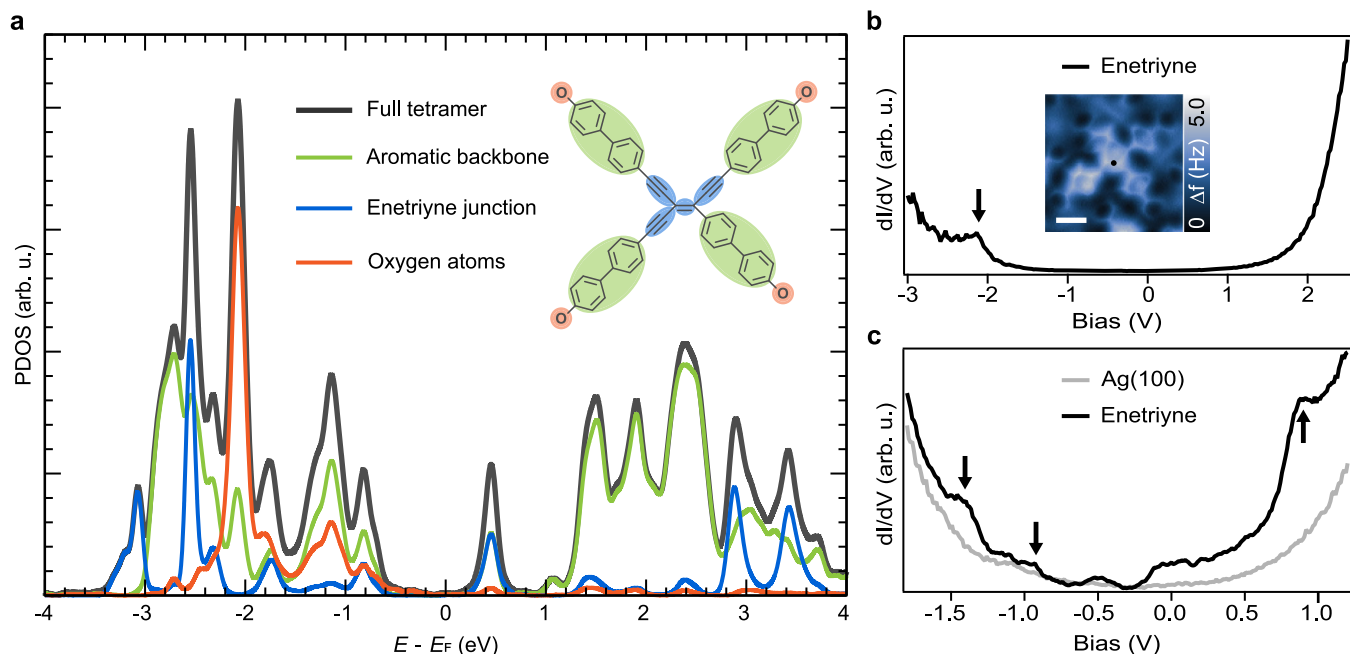 a
Full tetramer
Aromatic backbone
Enetriyne junction
Oxygen atoms
O
O
O
O
PDOS (arb. u.)
-4 -3 -2 -1 0 1 2 3 4
E - EF (eV)
b
Enetriyne
0 Δf (Hz) 5.0
dI/dV (arb. u.)
-3 -2 -1 0 1 2
Bias (V)
c
Ag(100)
Enetriyne
dI/dV (arb. u.)
-1.5 -1.0 -0.5 0.0 0.5 1.0
Bias (V)